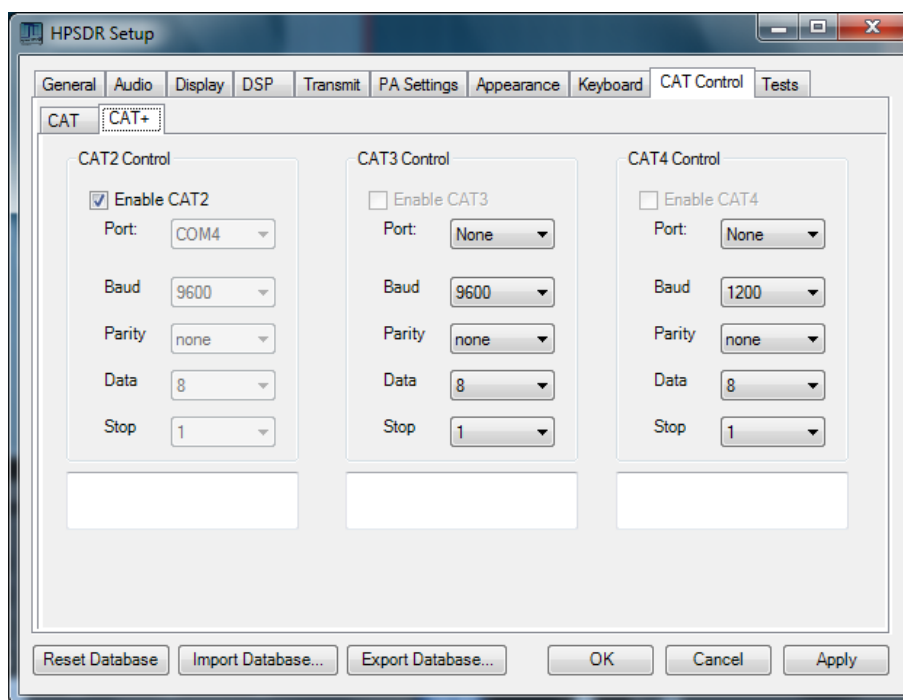 HPSDR Setup
General Audio Display DSP Transmit PA Settings Appearance Keyboard CAT Control Tests
CAT CAT+
CAT2 Control CAT3 Control CAT4 Control
Enable CAT2 Enable CAT3 Enable CAT4
Port: COM4 Port: None Port: None
Baud 9600 Baud 9600 Baud 1200
Parity none Parity none Parity none
Data 8 Data 8 Data 8
Stop 1 Stop 1 Stop 1
Reset Database Import Database... Export Database... OK Cancel Apply